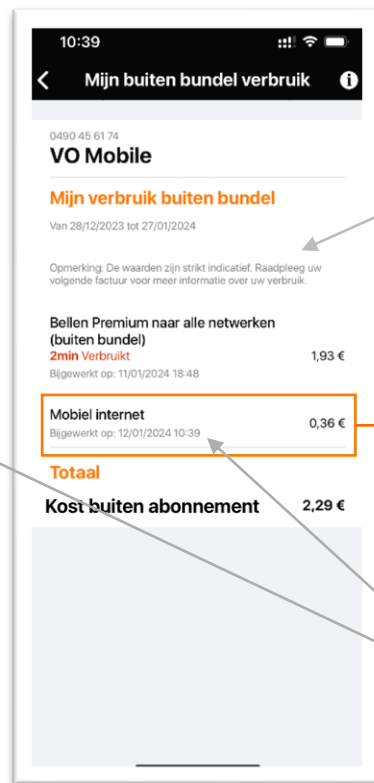 10:39
Mijn buiten bundel verbruik
0490 45 61 74
VO Mobile
Mijn verbruik buiten bundel
Van 28/12/2023 tot 27/01/2024
Opmerking: De waarden zijn strikt indicatief. Raadpleeg uw
volgende factuur voor meer informatie over uw verbruik.
Bellen Premium naar alle netwerken
(buiten bundel)
2min Verbruikt 1,93 €
Bijgewerkt op: 11/01/2024 18:48
Mobiel internet 0,36 €
Bijgewerkt op: 12/01/2024 10:39
Totaal
Kost buiten abonnement 2,29 €